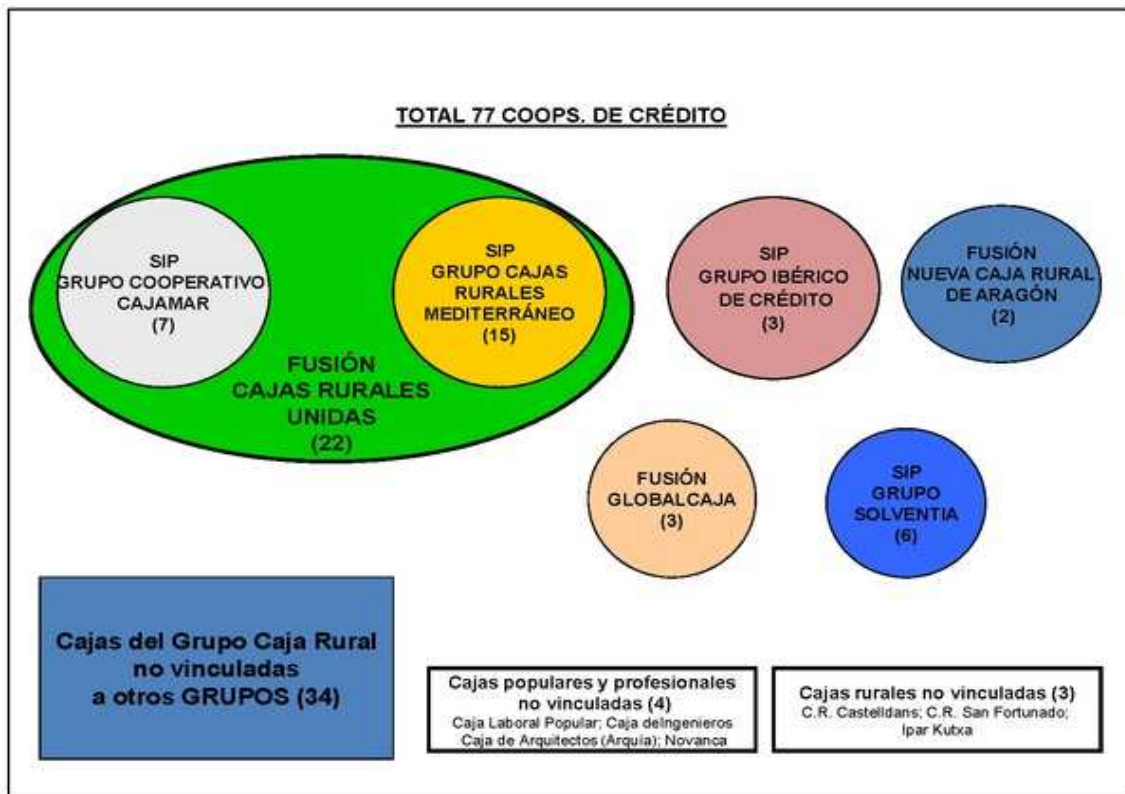 TOTAL 77 COOPS. DE CRÉDITO
SIP
GRUPO COOPERATIVO
CAJAMAR
(7)
SIP
GRUPO CAJAS
RURALES
MEDITERRÁNEO
(15)
FUSIÓN
CAJAS RURALES
UNIDAS
(22)
SIP
GRUPO IBÉRICO
DE CRÉDITO
(3)
FUSIÓN
NUEVA CAJA RURAL
DE ARAGÓN
(2)
FUSIÓN
GLOBALCAJA
(3)
SIP
GRUPO
SOLVENTIA
(6)
Cajas del Grupo Caja Rural
no vinculadas
a otros GRUPOS (34)
Cajas populares y profesionales
no vinculadas (4)
Caja Laboral Popular; Caja deIngenieros
Caja de Arquitectos (Arquia); Novanca
Cajas rurales no vinculadas (3)
C.R. Castelldans; C.R. San Fortunado;
Ipar Kutxa